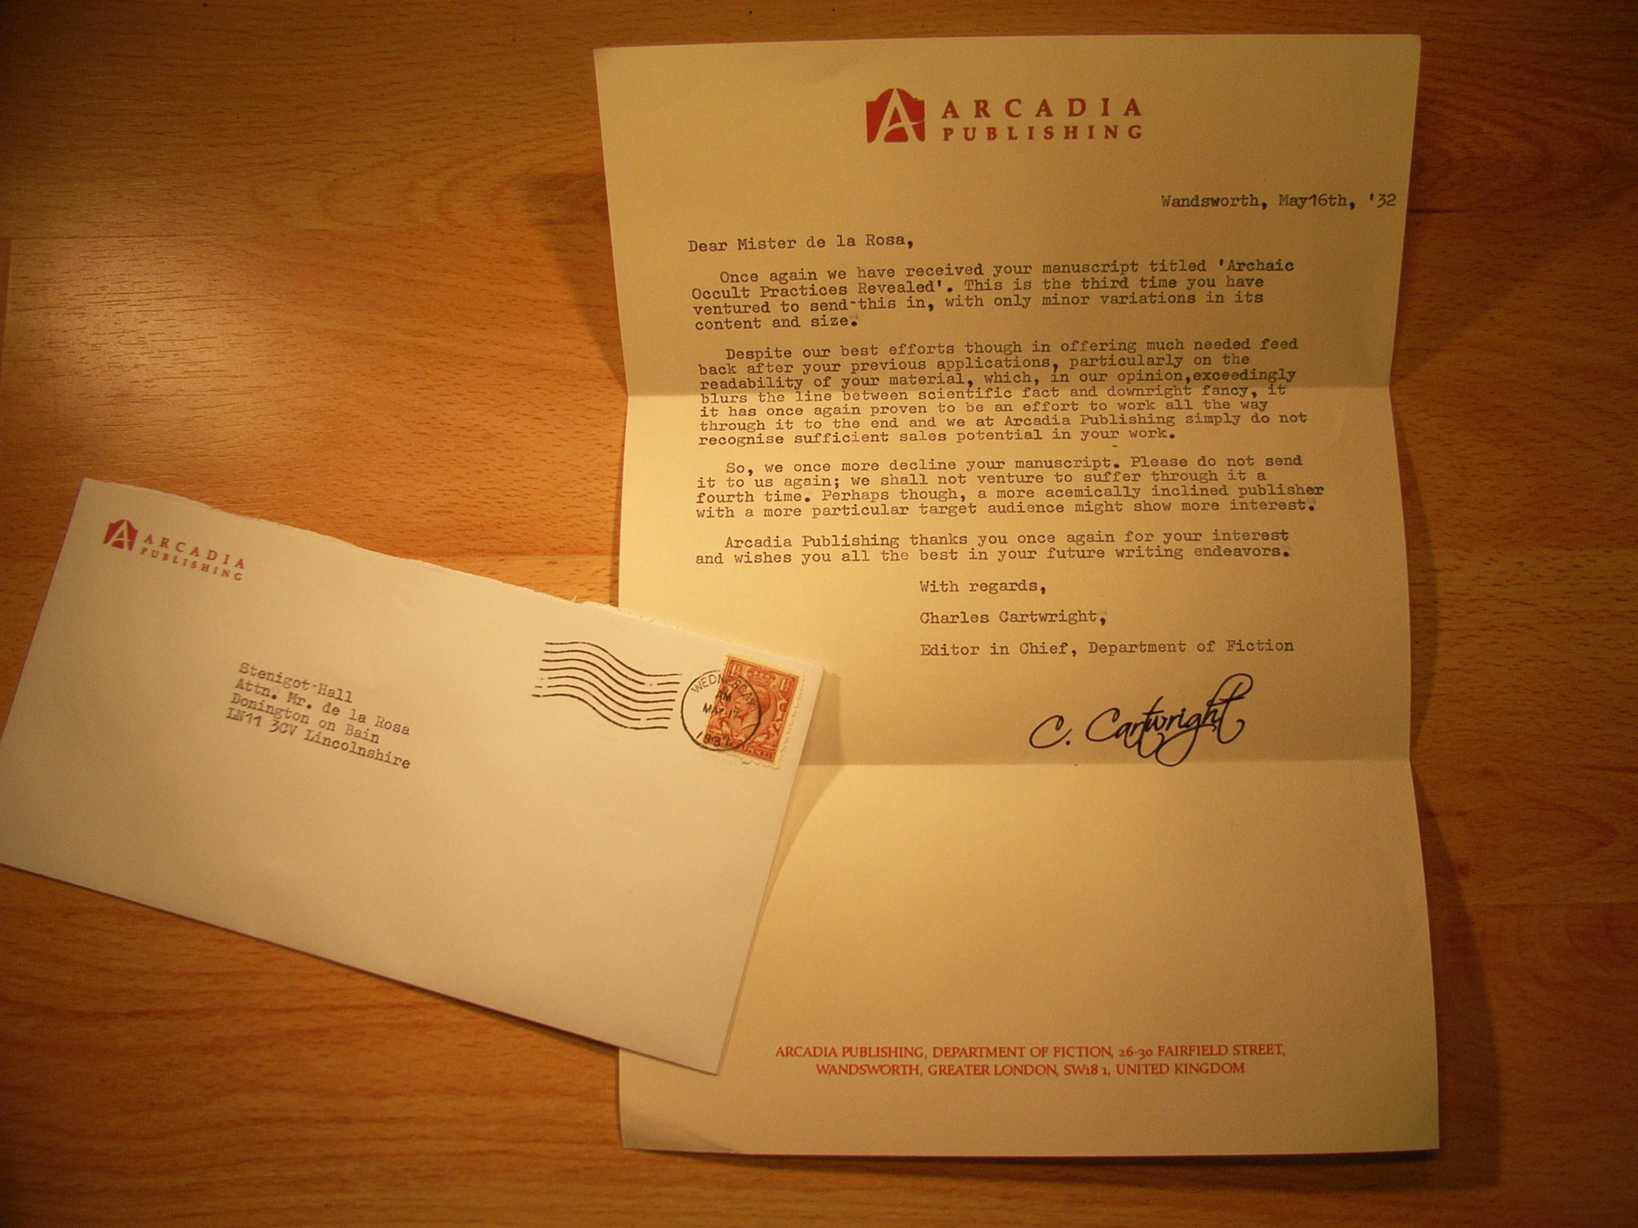 ARCADIA
PUBLISHING
Wandsworth, May16th, '32
Dear Mister de la Rosa,
Once again we have received your manuscript titled 'Archaic
Occult Practices Revealed'. This is the third time you have
ventured to send-this in, with only minor variations in its
content and size.
Despite our best efforts though in offering much needed feed
back after your previous applications, particularly on the
readability of your material, which, in our opinion,exceedingly
blurs the line between scientific fact and downright fancy, it
it has once again proven to be an effort to work all the way
through it to the end and we at Arcadia Publishing simply do not
recognise sufficient sales potential in your work.
So, we once more decline your manuscript. Please do not send
it to us again; we shall not venture to suffer through it a
fourth time. Perhaps though, a more acemically inclined publisher
with a more particular target audience might show more interest.
Arcadia Publishing thanks you once again for your interest
and wishes you all the best in your future writing endeavors.
With regards,
Charles Cartwright,
Editor in Chief, Department of Fiction
C. Cartwright
ARCADIA PUBLISHING, DEPARTMENT OF FICTION, 26-30 FAIRFIELD STREET,
WANDSWORTH, GREATER LONDON, SW18 1, UNITED KINGDOM
ARCADIA
PUBLISHING
Stenigot-Hall
Attn. Mr. de la Rosa
Donington on Bain
LN11 3CV Lincolnshire
WEDNESDAY
AM
MAY 17